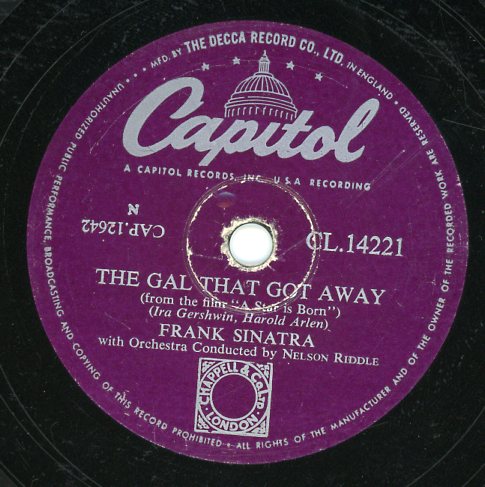 MFD. BY THE DECCA RECORD CO., LTD. IN ENGLAND •
Capitol
A CAPITOL RECORDS, INC., U.S.A. RECORDING
CAP.12642
N
CL.14221
THE GAL THAT GOT AWAY
(from the film "A Star is Born")
(Ira Gershwin, Harold Arlen)
FRANK SINATRA
with Orchestra Conducted by NELSON RIDDLE
CHAPPELL & CO LTD
LONDON
UNAUTHORIZED PUBLIC PERFORMANCE, BROADCASTING AND COPYING OF THIS RECORD PROHIBITED • ALL RIGHTS OF THE MANUFACTURER AND OF THE OWNER OF THE RECORDED WORK ARE RESERVED